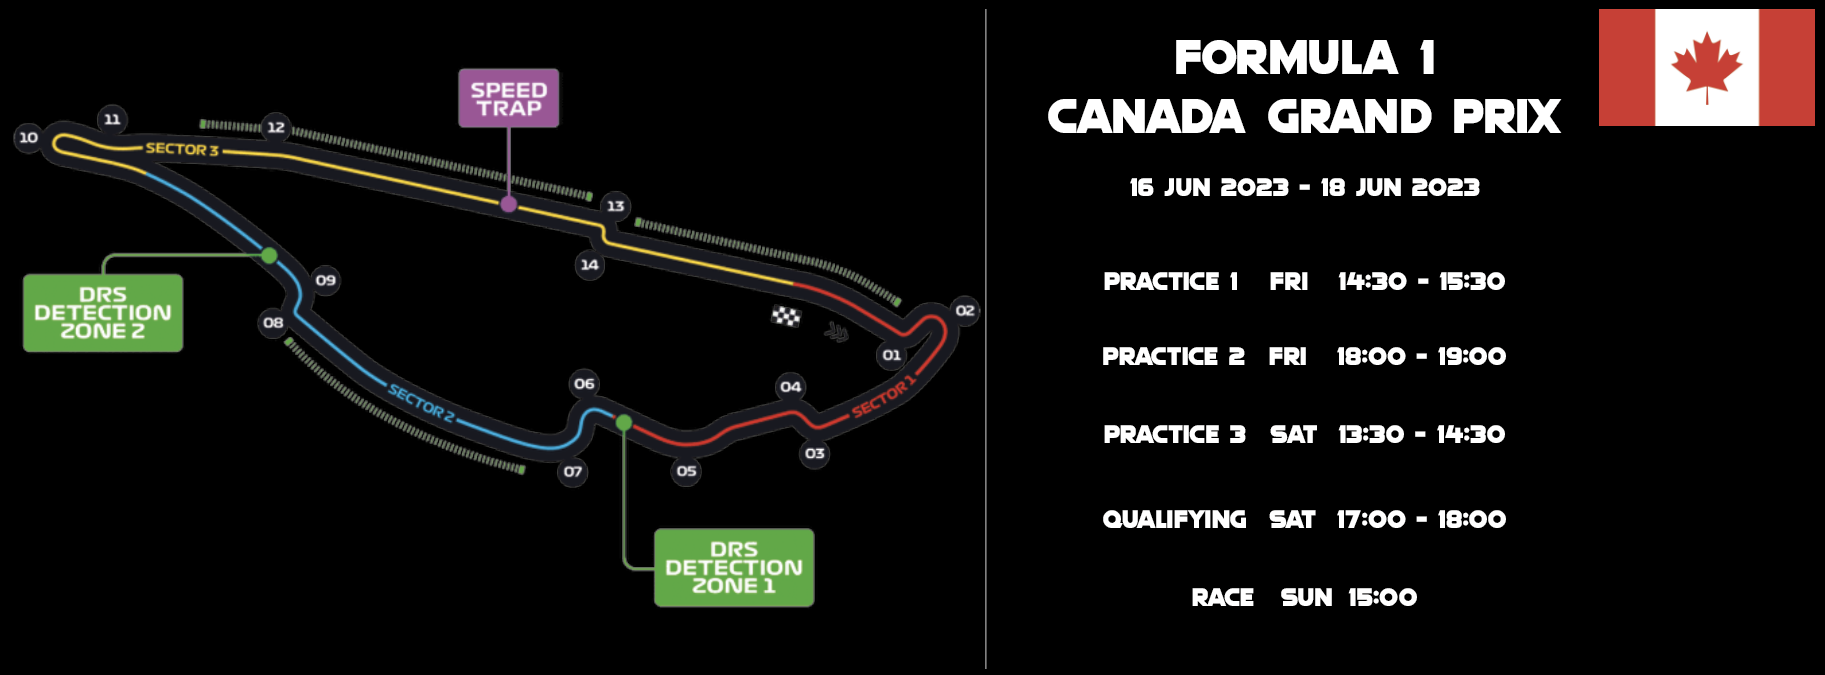 SPEED
TRAP
11
12
10
SECTOR 3
13
14
09
DRS
DETECTION
ZONE 2
08
02
01
SECTOR 1
06
04
SECTOR 2
03
07
05
DRS
DETECTION
ZONE 1
FORMULA 1
CANADA GRAND PRIX
16 JUN 2023 - 18 JUN 2023
PRACTICE 1 FRI 14:30 - 15:30
PRACTICE 2 FRI 18:00 - 19:00
PRACTICE 3 SAT 13:30 - 14:30
QUALIFYING SAT 17:00 - 18:00
RACE SUN 15:00